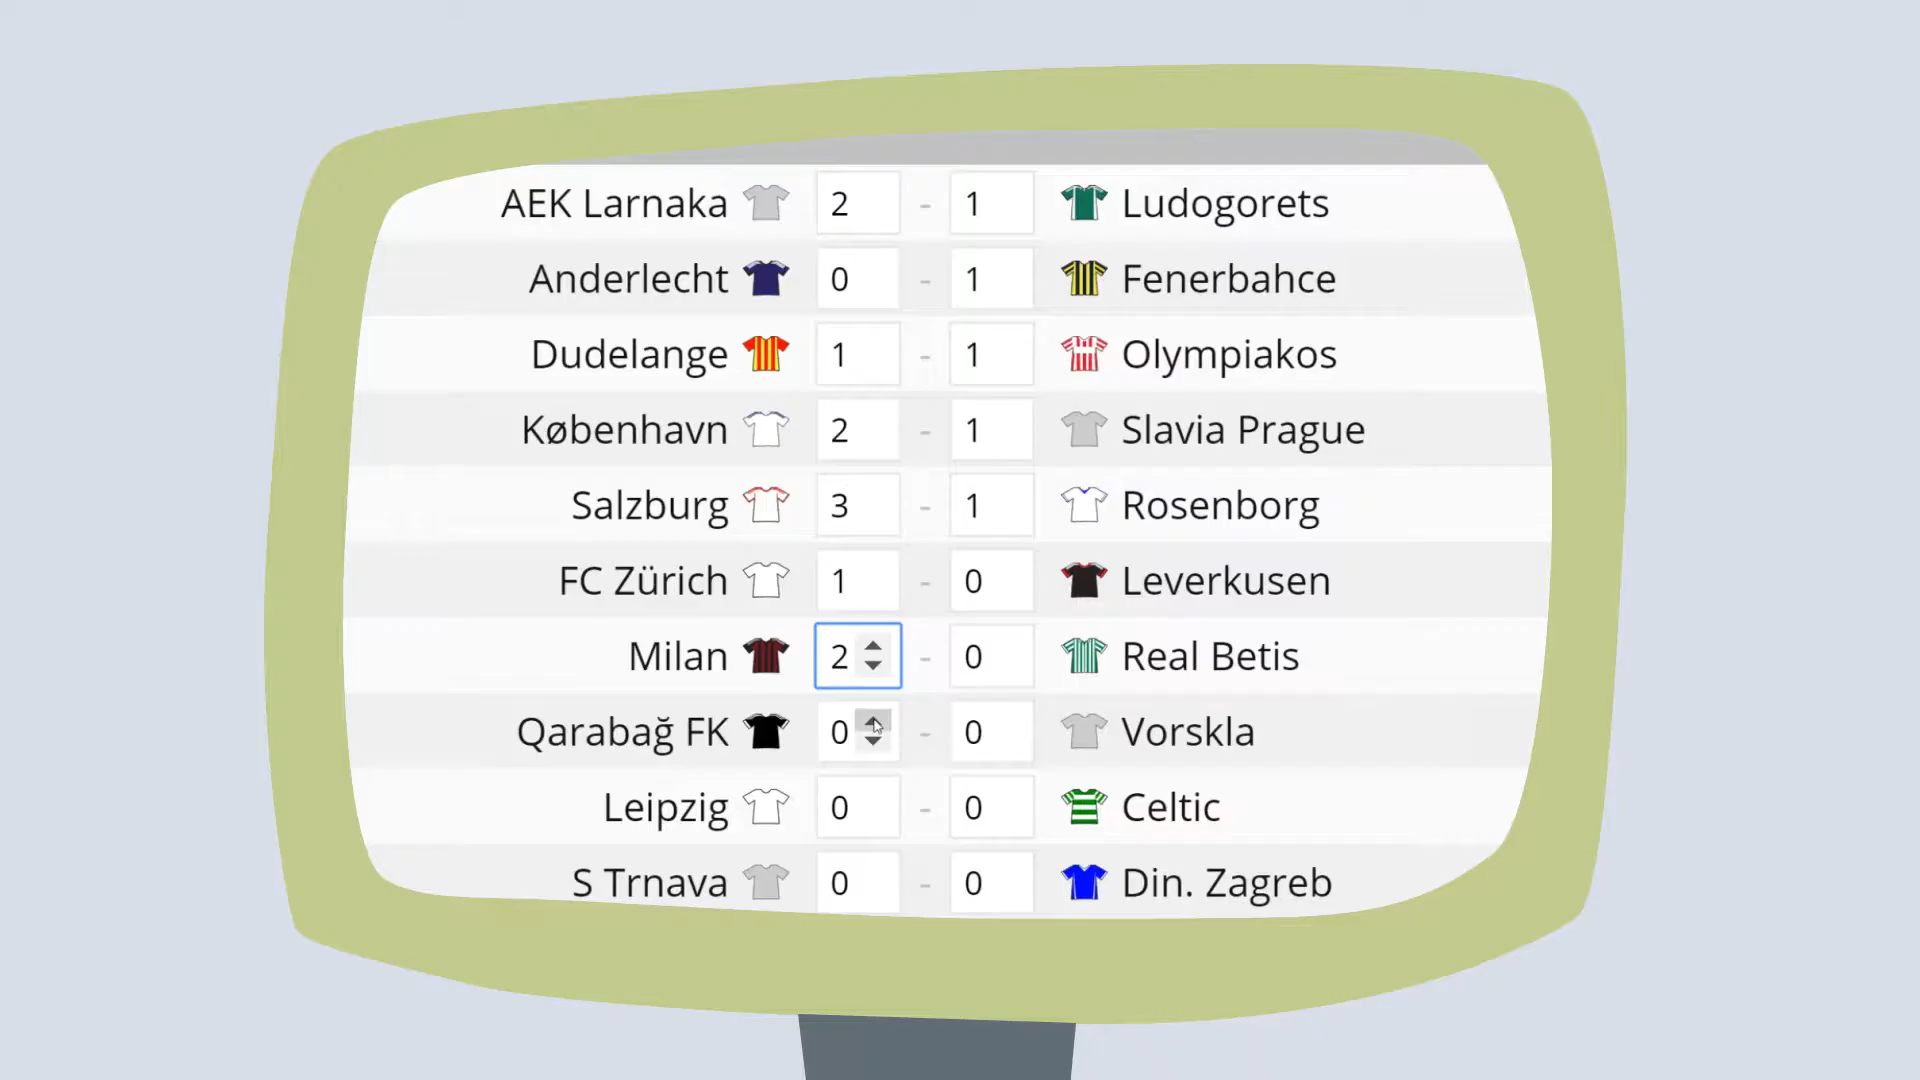 AEK Larnaka 2 - 1 Ludogorets
Anderlecht 0 - 1 Fenerbahce
Dudelange 1 - 1 Olympiakos
København 2 - 1 Slavia Prague
Salzburg 3 - 1 Rosenborg
FC Zürich 1 - 0 Leverkusen
Milan 2 - 0 Real Betis
Qarabağ FK 0 - 0 Vorskla
Leipzig 0 - 0 Celtic
S Trnava 0 - 0 Din. Zagreb